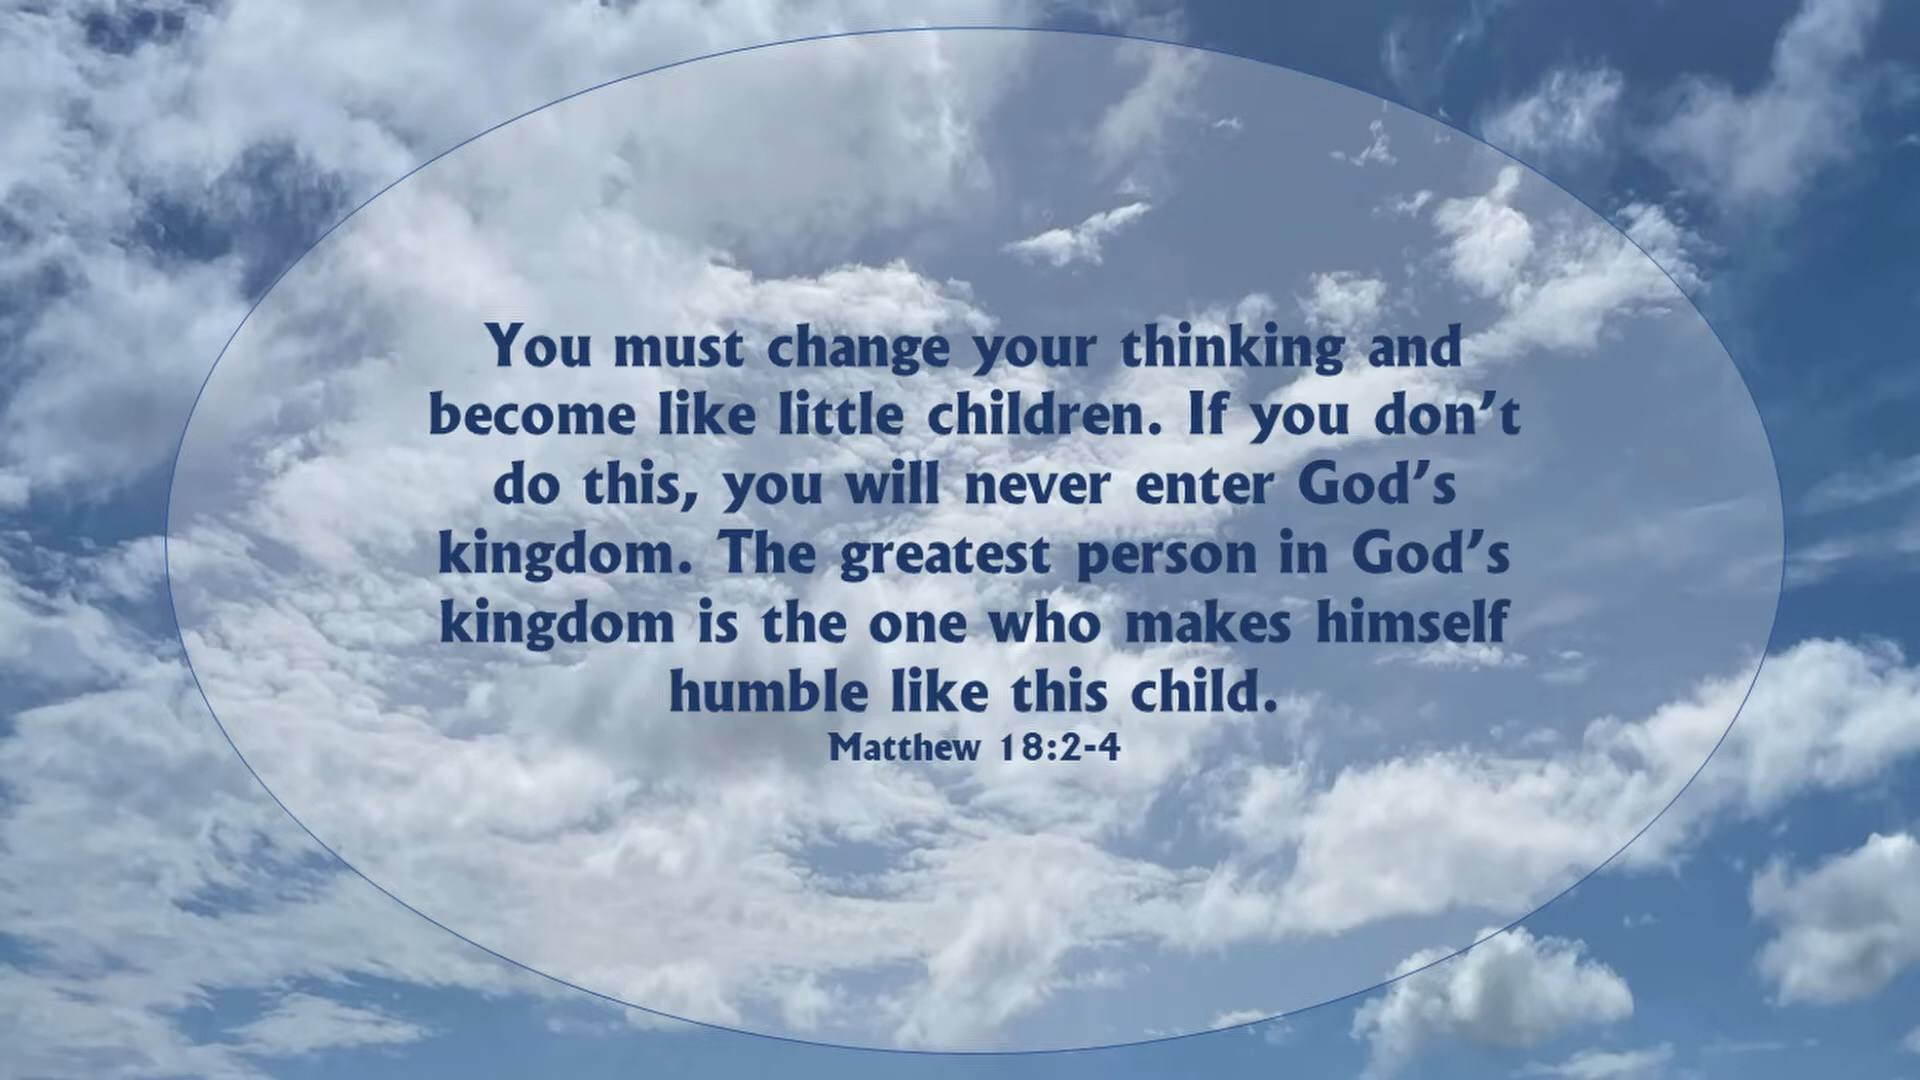 You must change your thinking and
become like little children. If you don’t
do this, you will never enter God’s
kingdom. The greatest person in God’s
kingdom is the one who makes himself
humble like this child.
Matthew 18:2-4